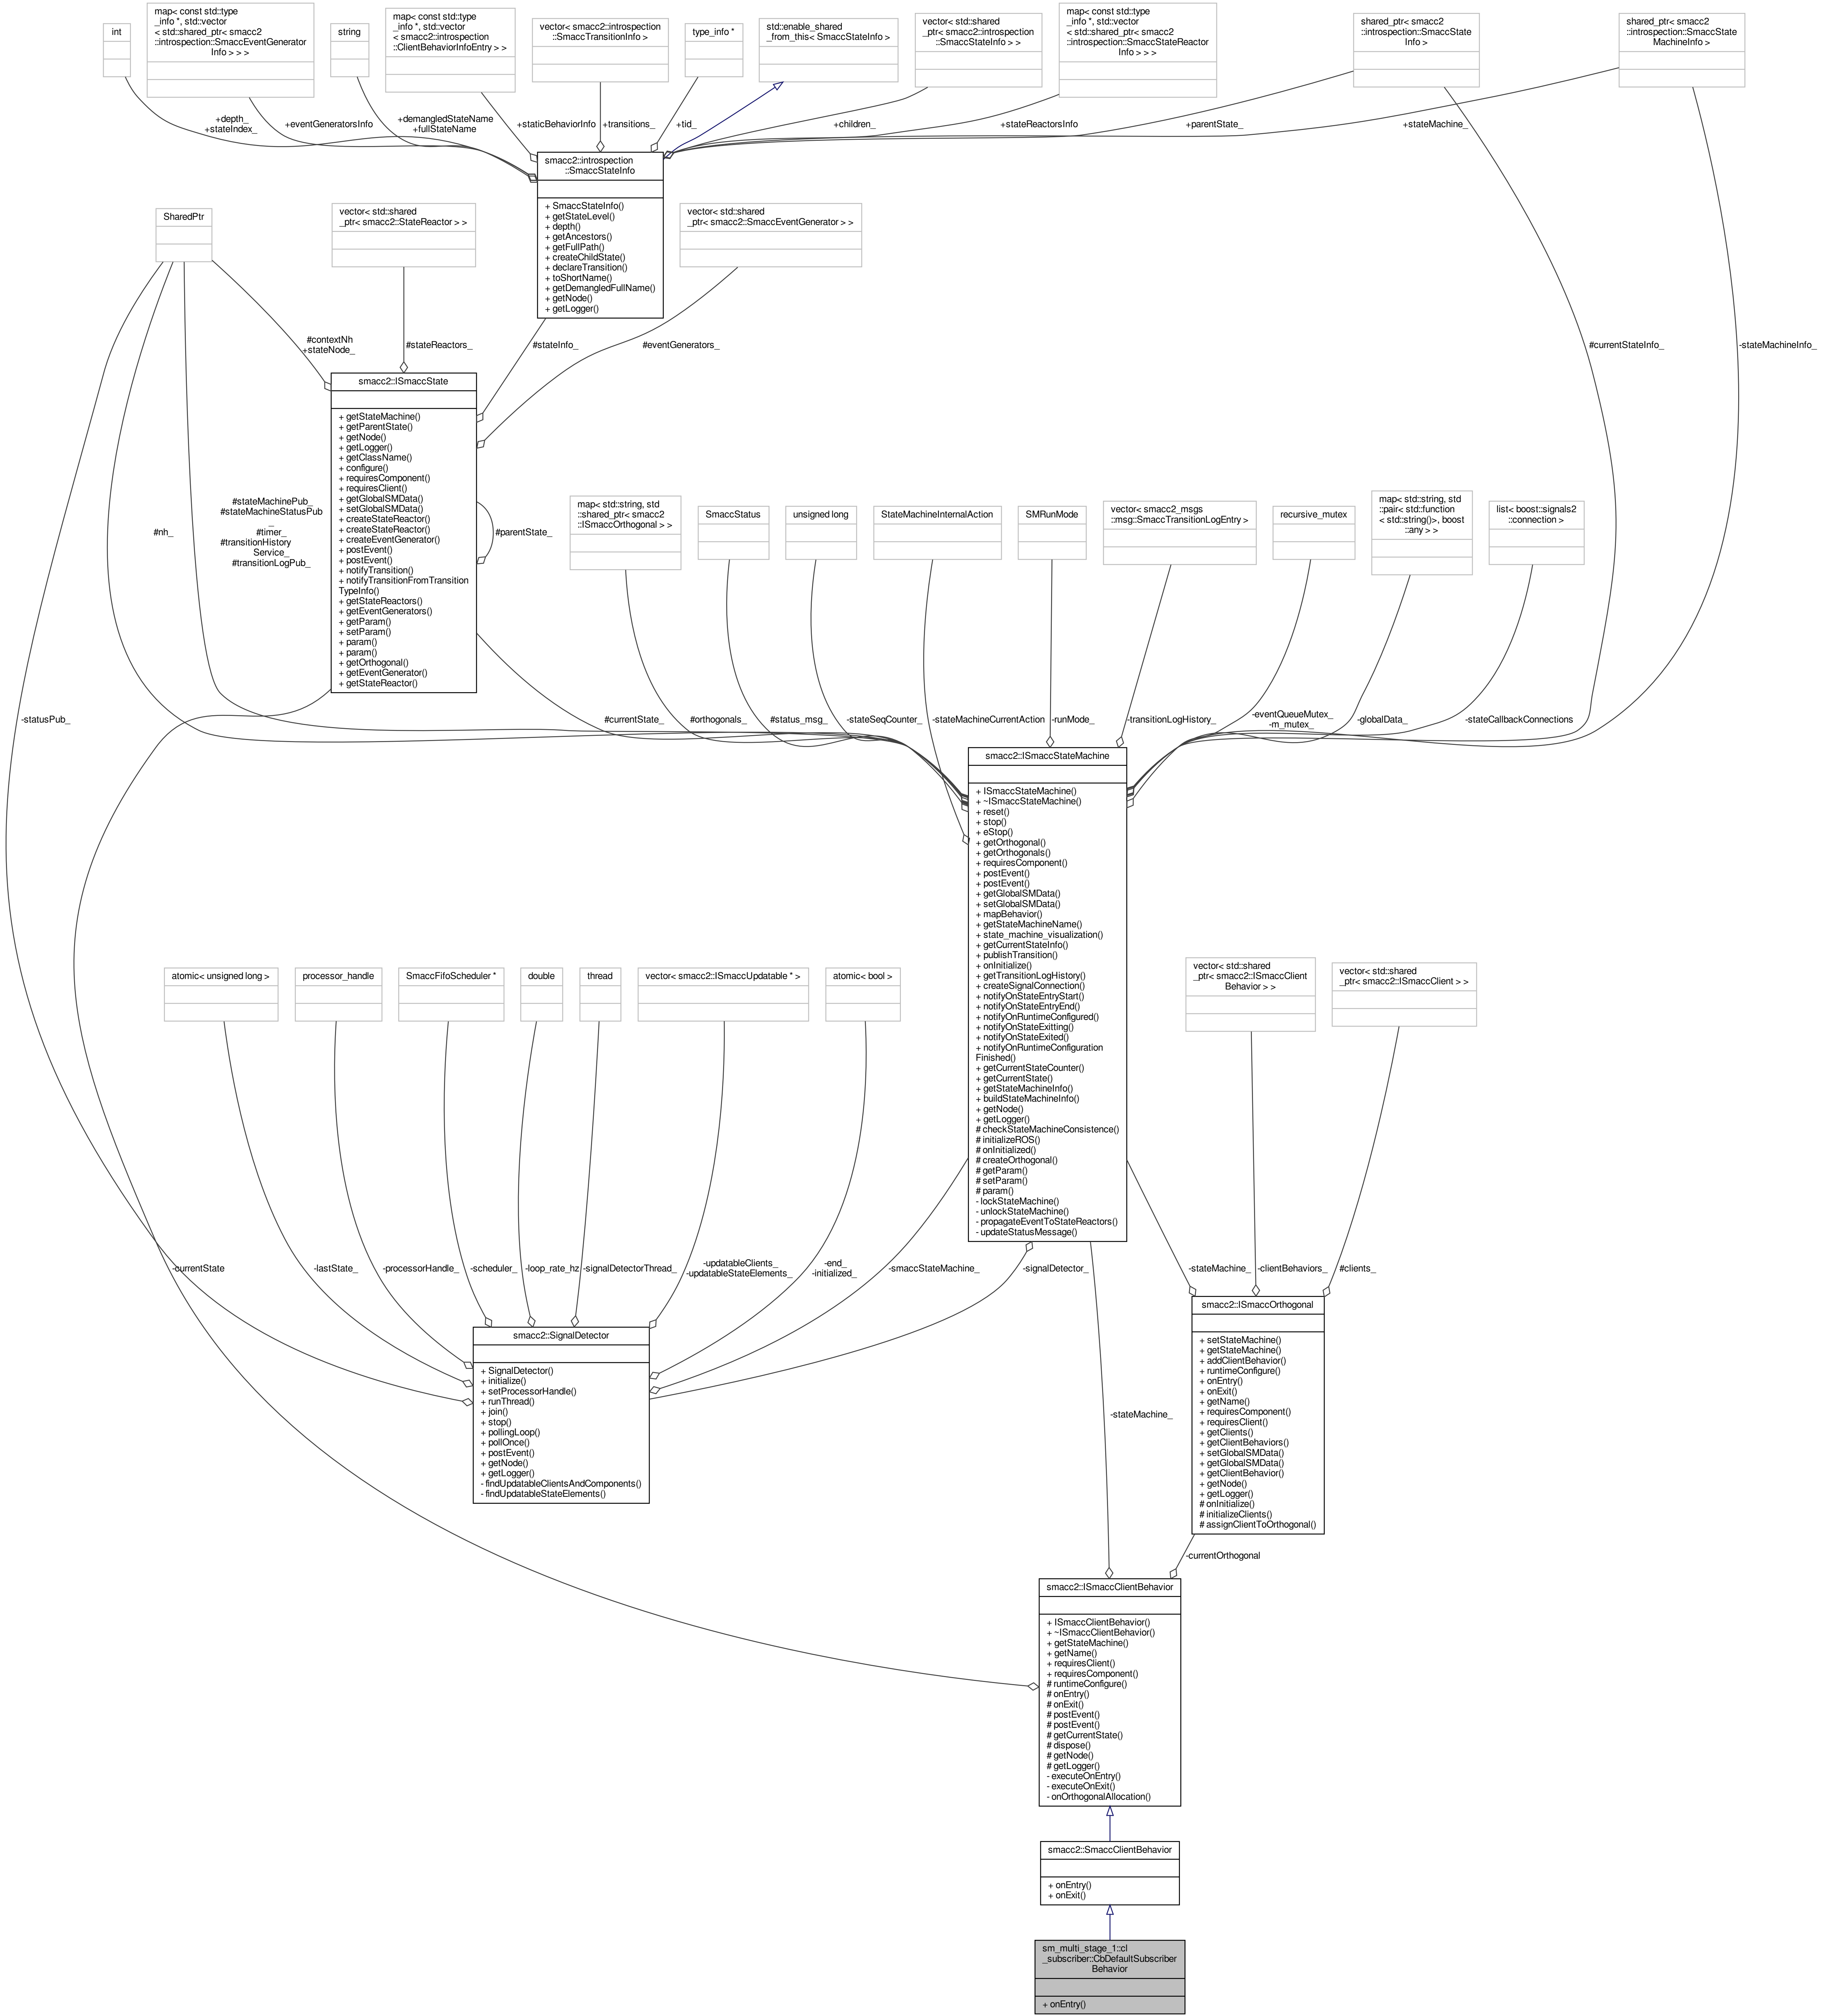 int
map< const std::type
_info *, std::vector
< std::shared_ptr< smacc2
::introspection::SmaccEventGenerator
Info > > >
string
map< const std::type
_info *, std::vector
< smacc2::introspection
::ClientBehaviorInfoEntry > >
vector< smacc2::introspection
::SmaccTransitionInfo >
type_info *
std::enable_shared
_from_this< SmaccStateInfo >
vector< std::shared
_ptr< smacc2::introspection
::SmaccStateInfo > >
map< const std::type
_info *, std::vector
< std::shared_ptr< smacc2
::introspection::SmaccStateReactor
Info > > >
shared_ptr< smacc2
::introspection::SmaccState
Info >
shared_ptr< smacc2
::introspection::SmaccState
MachineInfo >
+depth_
+stateIndex_
+eventGeneratorsInfo
+demangledStateName
+fullStateName
+staticBehaviorInfo
+transitions_
+tid_
+children_
+stateReactorsInfo
+parentState_
+stateMachine_
smacc2::introspection
::SmaccStateInfo
+ SmaccStateInfo()
+ getStateLevel()
+ depth()
+ getAncestors()
+ getFullPath()
+ createChildState()
+ declareTransition()
+ toShortName()
+ getDemangledFullName()
+ getNode()
+ getLogger()
SharedPtr
vector< std::shared
_ptr< smacc2::StateReactor > >
vector< std::shared
_ptr< smacc2::SmaccEventGenerator > >
#contextNh
+stateNode_
#stateReactors_
#stateInfo_
#eventGenerators_
#currentStateInfo_
-stateMachineInfo_
smacc2::ISmaccState
+ getStateMachine()
+ getParentState()
+ getNode()
+ getLogger()
+ getClassName()
+ configure()
+ requiresComponent()
+ requiresClient()
+ getGlobalSMData()
+ setGlobalSMData()
+ createStateReactor()
+ createStateReactor()
+ createEventGenerator()
+ postEvent()
+ postEvent()
+ notifyTransition()
+ notifyTransitionFromTransition
TypeInfo()
+ getStateReactors()
+ getEventGenerators()
+ getParam()
+ setParam()
+ param()
+ param()
+ getOrthogonal()
+ getEventGenerator()
+ getStateReactor()
#parentState_
#nh_
#stateMachinePub_
#stateMachineStatusPub
_
#timer_
#transitionHistory
Service_
#transitionLogPub_
map< std::string, std
::shared_ptr< smacc2
::ISmaccOrthogonal > >
SmaccStatus
unsigned long
StateMachineInternalAction
SMRunMode
vector< smacc2_msgs
::msg::SmaccTransitionLogEntry >
recursive_mutex
map< std::string, std
::pair< std::function
< std::string()>, boost
::any > >
list< boost::signals2
::connection >
-statusPub_
#currentState_
#orthogonals_
#status_msg_
-stateSeqCounter_
-stateMachineCurrentAction
-runMode_
-transitionLogHistory_
-eventQueueMutex_
-m_mutex_
-globalData_
-stateCallbackConnections
smacc2::ISmaccStateMachine
+ ISmaccStateMachine()
+ ~ISmaccStateMachine()
+ reset()
+ stop()
+ eStop()
+ getOrthogonal()
+ getOrthogonals()
+ requiresComponent()
+ postEvent()
+ postEvent()
+ getGlobalSMData()
+ setGlobalSMData()
+ mapBehavior()
+ getStateMachineName()
+ state_machine_visualization()
+ getCurrentStateInfo()
+ publishTransition()
+ onInitialize()
+ getTransitionLogHistory()
+ createSignalConnection()
+ notifyOnStateEntryStart()
+ notifyOnStateEntryEnd()
+ notifyOnRuntimeConfigured()
+ notifyOnStateExitting()
+ notifyOnStateExited()
+ notifyOnRuntimeConfiguration
Finished()
+ getCurrentStateCounter()
+ getCurrentState()
+ getStateMachineInfo()
+ buildStateMachineInfo()
+ getNode()
+ getLogger()
# checkStateMachineConsistence()
# initializeROS()
# onInitialized()
# createOrthogonal()
# getParam()
# setParam()
# param()
- lockStateMachine()
- unlockStateMachine()
- propagateEventToStateReactors()
- updateStatusMessage()
atomic< unsigned long >
processor_handle
SmaccFifoScheduler *
double
thread
vector< smacc2::ISmaccUpdatable * >
atomic< bool >
vector< std::shared
_ptr< smacc2::ISmaccClient
Behavior > >
vector< std::shared
_ptr< smacc2::ISmaccClient > >
-currentState
-lastState_
-processorHandle_
-scheduler_
-loop_rate_hz
-signalDetectorThread_
-updatableClients_
-updatableStateElements_
-end_
-initialized_
-smaccStateMachine_
-signalDetector_
-stateMachine_
-clientBehaviors_
#clients_
smacc2::SignalDetector
+ SignalDetector()
+ initialize()
+ setProcessorHandle()
+ runThread()
+ join()
+ stop()
+ pollingLoop()
+ pollOnce()
+ postEvent()
+ getNode()
+ getLogger()
- findUpdatableClientsAndComponents()
- findUpdatableStateElements()
smacc2::ISmaccOrthogonal
+ setStateMachine()
+ getStateMachine()
+ addClientBehavior()
+ runtimeConfigure()
+ onEntry()
+ onExit()
+ getName()
+ requiresComponent()
+ requiresClient()
+ getClients()
+ getClientBehaviors()
+ setGlobalSMData()
+ getGlobalSMData()
+ getClientBehavior()
+ getNode()
+ getLogger()
# onInitialize()
# initializeClients()
# assignClientToOrthogonal()
-stateMachine_
-currentOrthogonal
smacc2::ISmaccClientBehavior
+ ISmaccClientBehavior()
+ ~ISmaccClientBehavior()
+ getStateMachine()
+ getName()
+ requiresClient()
+ requiresComponent()
# runtimeConfigure()
# onEntry()
# onExit()
# postEvent()
# postEvent()
# getCurrentState()
# dispose()
# getNode()
# getLogger()
- executeOnEntry()
- executeOnExit()
- onOrthogonalAllocation()
smacc2::SmaccClientBehavior
+ onEntry()
+ onExit()
sm_multi_stage_1::cl
_subscriber::CbDefaultSubscriber
Behavior
+ onEntry()